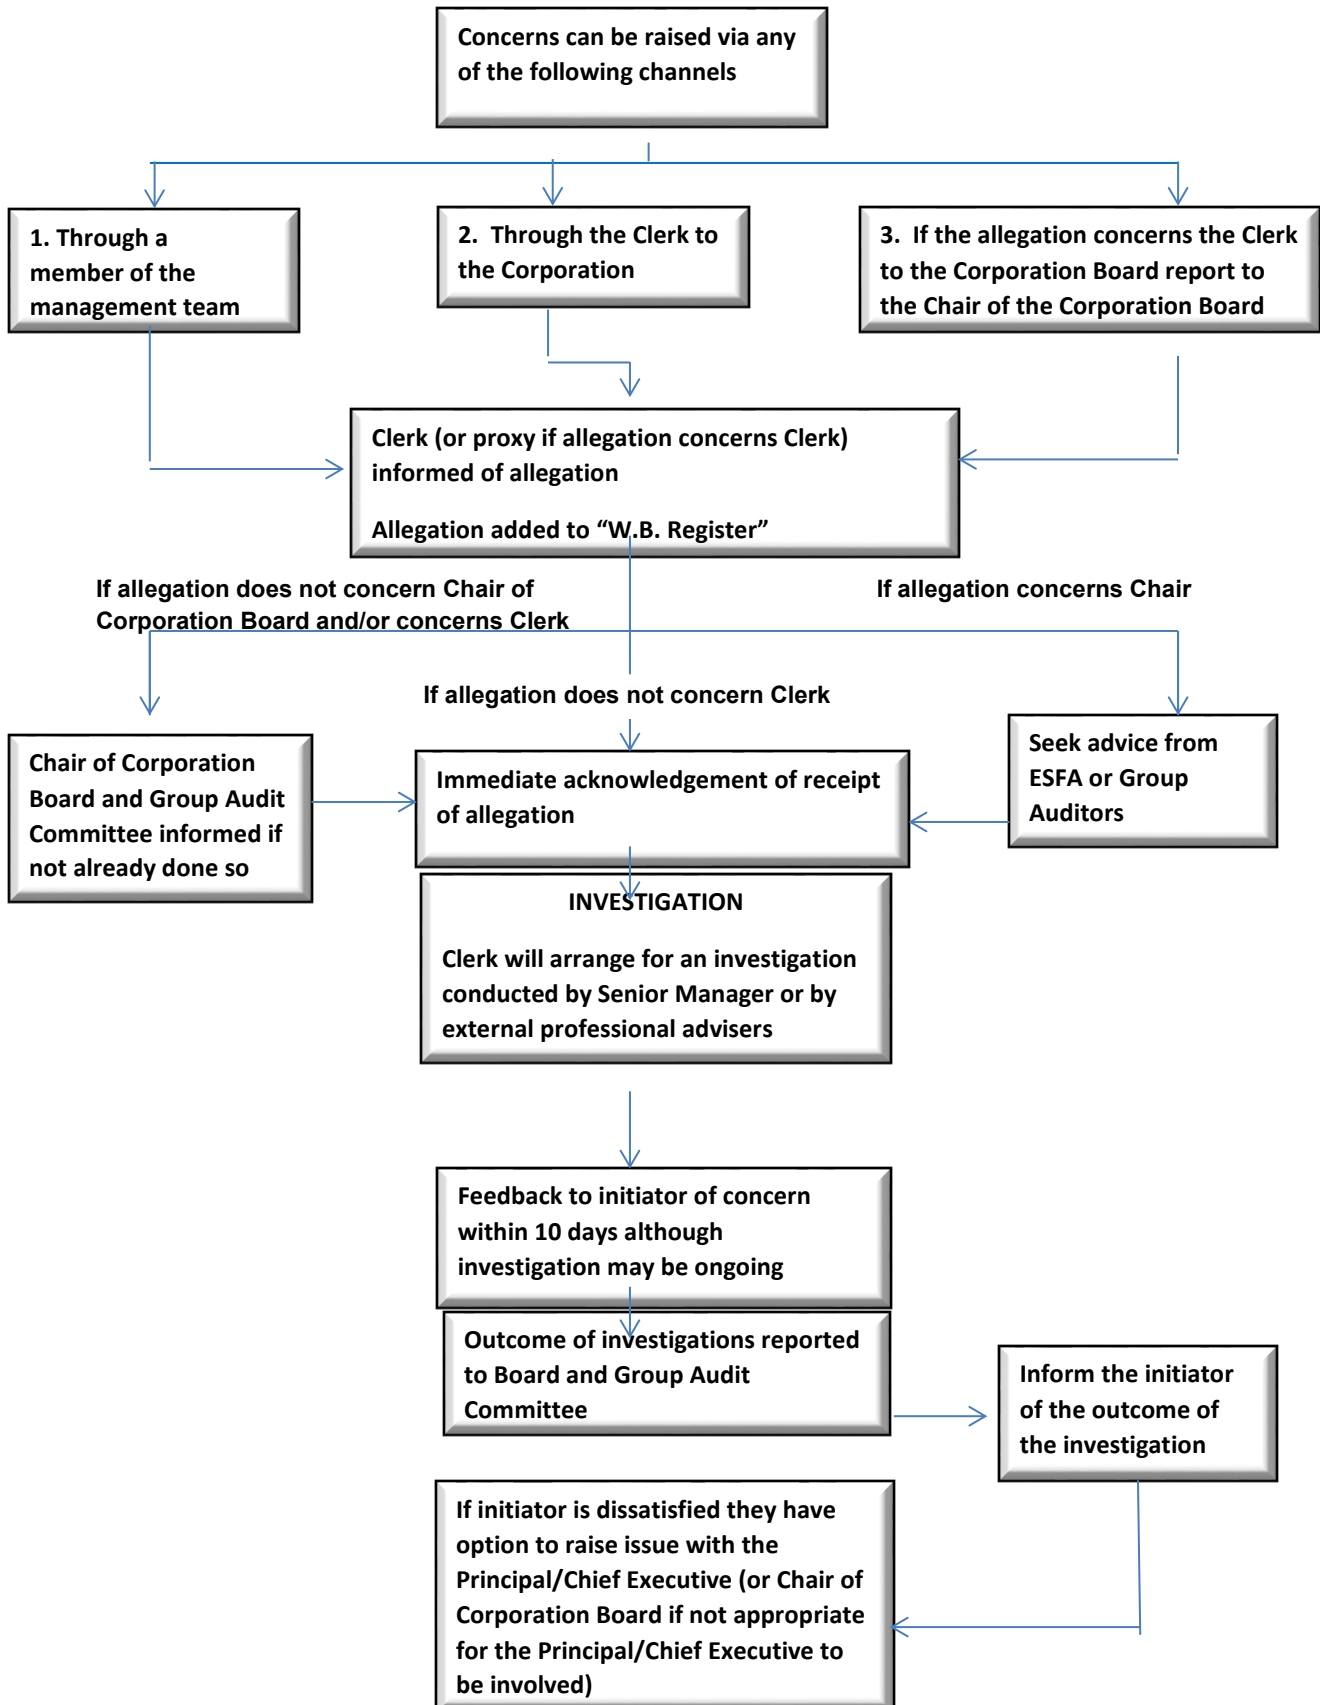 Concerns can be raised via any
of the following channels
1. Through a
member of the
management team
2.  Through the Clerk to
the Corporation
3.  If the allegation concerns the Clerk
to the Corporation Board report to
the Chair of the Corporation Board
Clerk (or proxy if allegation concerns Clerk)
informed of allegation
Allegation added to “W.B. Register”
If allegation does not concern Chair of
Corporation Board and/or concerns Clerk
If allegation concerns Chair
If allegation does not concern Clerk
Chair of Corporation
Board and Group Audit
Committee informed if
not already done so
Immediate acknowledgement of receipt
of allegation
Seek advice from
ESFA or Group
Auditors
INVESTIGATION
Clerk will arrange for an investigation
conducted by Senior Manager or by
external professional advisers
Feedback to initiator of concern
within 10 days although
investigation may be ongoing
Outcome of investigations reported
to Board and Group Audit
Committee
Inform the initiator
of the outcome of
the investigation
If initiator is dissatisfied they have
option to raise issue with the
Principal/Chief Executive (or Chair of
Corporation Board if not appropriate
for the Principal/Chief Executive to
be involved)